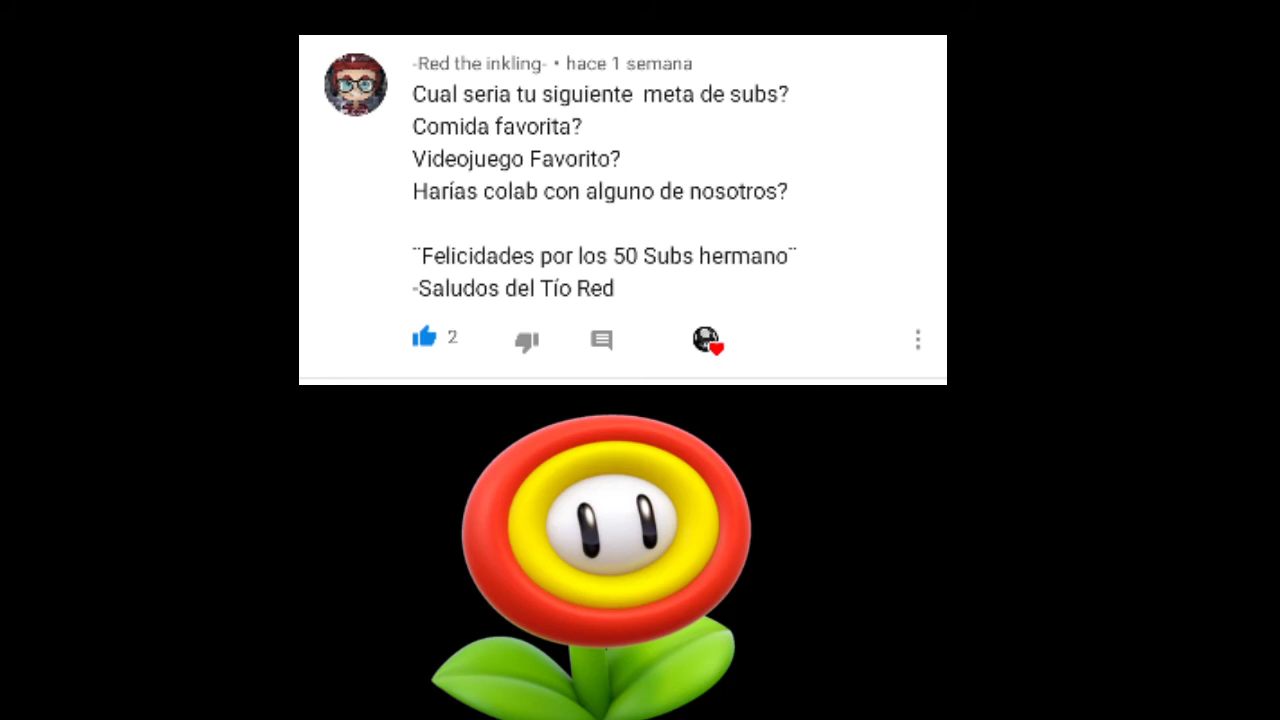 -Red the inkling- • hace 1 semana
Cual seria tu siguiente  meta de subs?
Comida favorita?
Videojuego Favorito?
Harías colab con alguno de nosotros?
¨Felicidades por los 50 Subs hermano¨
-Saludos del Tío Red
2